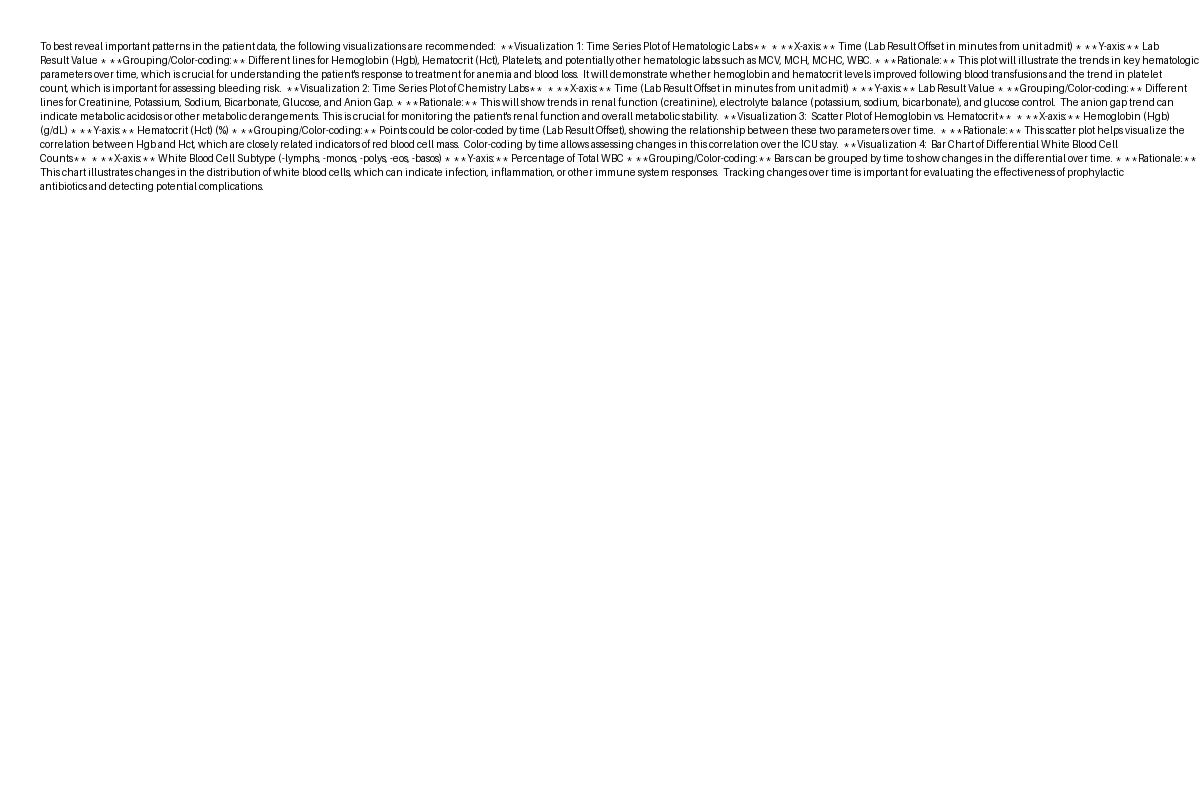 To best reveal important patterns in the patient data, the following visualizations are recommended:  **Visualization 1: Time Series Plot of Hematologic Labs**  * **X-axis:** Time (Lab Result Offset in minutes from unit admit) * **Y-axis:** Lab
Result Value  * **Grouping/Color-coding:** Different lines for Hemoglobin (Hgb), Hematocrit (Hct), Platelets, and potentially other hematologic labs such as MCV, MCH, MCHC, WBC. * **Rationale:** This plot will illustrate the trends in key hematologic
parameters over time, which is crucial for understanding the patient's response to treatment for anemia and blood loss.  It will demonstrate whether hemoglobin and hematocrit levels improved following blood transfusions and the trend in platelet
count, which is important for assessing bleeding risk.  **Visualization 2: Time Series Plot of Chemistry Labs**  * **X-axis:** Time (Lab Result Offset in minutes from unit admit) * **Y-axis:** Lab Result Value  * **Grouping/Color-coding:** Different
lines for Creatinine, Potassium, Sodium, Bicarbonate, Glucose, and Anion Gap. * **Rationale:** This will show trends in renal function (creatinine), electrolyte balance (potassium, sodium, bicarbonate), and glucose control.  The anion gap trend can
indicate metabolic acidosis or other metabolic derangements. This is crucial for monitoring the patient's renal function and overall metabolic stability.  **Visualization 3:  Scatter Plot of Hemoglobin vs. Hematocrit**  * **X-axis:** Hemoglobin (Hgb)
(g/dL) * **Y-axis:** Hematocrit (Hct) (%) * **Grouping/Color-coding:** Points could be color-coded by time (Lab Result Offset), showing the relationship between these two parameters over time.  * **Rationale:** This scatter plot helps visualize the
correlation between Hgb and Hct, which are closely related indicators of red blood cell mass.  Color-coding by time allows assessing changes in this correlation over the ICU stay.  **Visualization 4:  Bar Chart of Differential White Blood Cell
Counts**  * **X-axis:** White Blood Cell Subtype (-lymphs, -monos, -polys, -eos, -basos) * **Y-axis:** Percentage of Total WBC  * **Grouping/Color-coding:** Bars can be grouped by time to show changes in the differential over time. * **Rationale:**
This chart illustrates changes in the distribution of white blood cells, which can indicate infection, inflammation, or other immune system responses.  Tracking changes over time is important for evaluating the effectiveness of prophylactic
antibiotics and detecting potential complications.